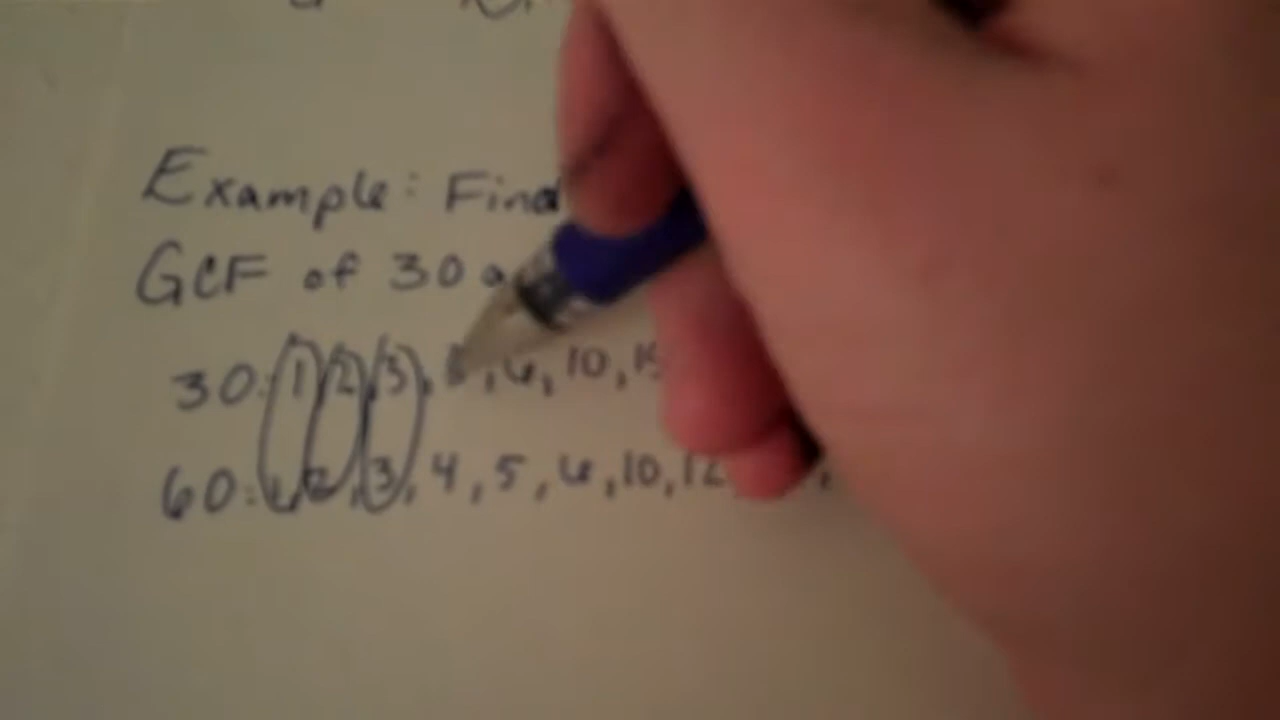 Example: Find
GCF of 30
30: 1, 2, 3, 6, 10, 15
60: 1, 2, 3, 4, 5, 6, 10, 12